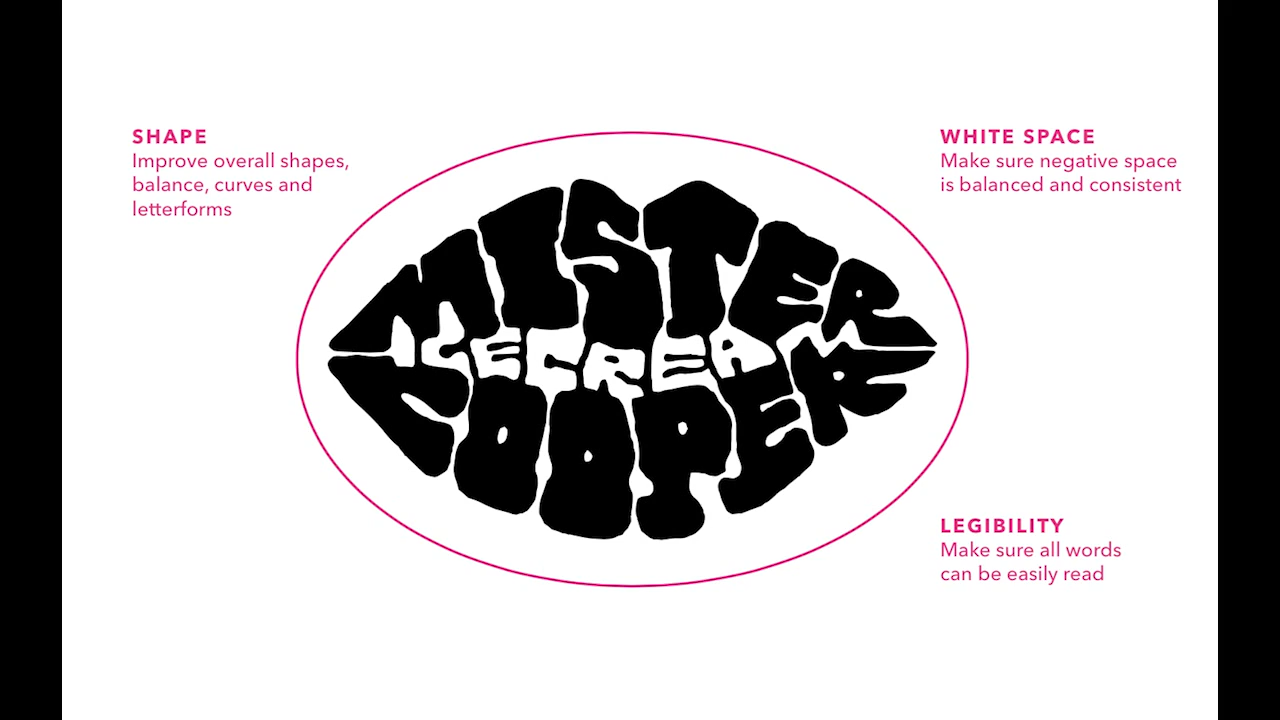 SHAPE
Improve overall shapes,
balance, curves and
letterforms
WHITE SPACE
Make sure negative space
is balanced and consistent
MISTER
ICECREAM
COOPER
LEGIBILITY
Make sure all words
can be easily read